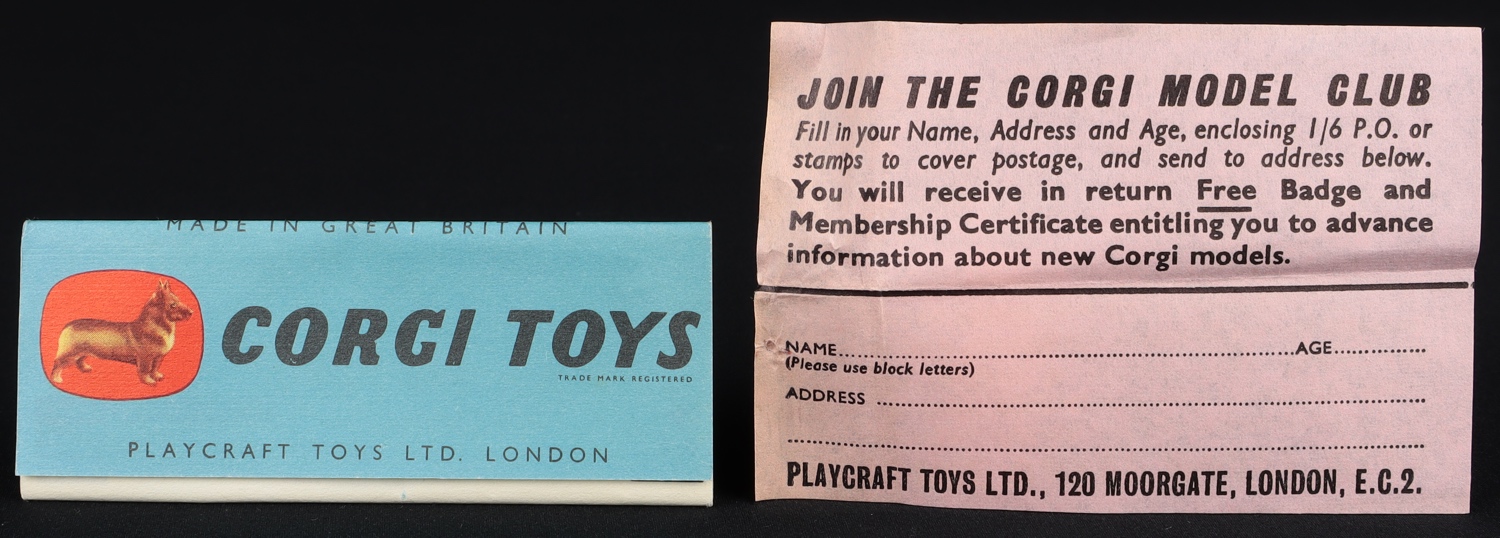 MADE IN GREAT BRITAIN
CORGI TOYS
TRADE MARK REGISTERED
PLAYCRAFT TOYS LTD. LONDON
JOIN THE CORGI MODEL CLUB
Fill in your Name, Address and Age, enclosing 1/6 P.O. or
stamps to cover postage, and send to address below.
You will receive in return Free Badge and
Membership Certificate entitling you to advance
information about new Corgi models.
NAME..............................AGE...............
(Please use block letters)
ADDRESS ..............................
..............................
PLAYCRAFT TOYS LTD., 120 MOORGATE, LONDON, E.C.2.